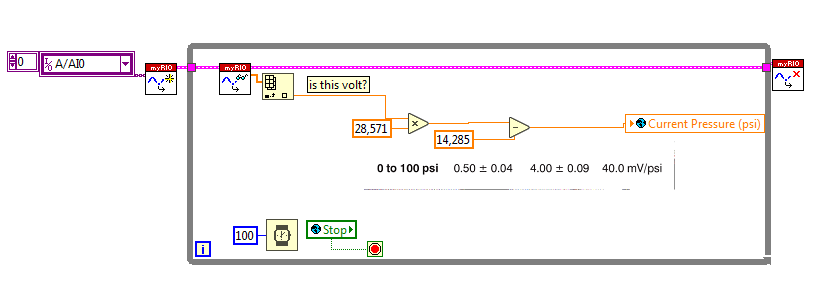 myRIO
myRIO
myRIO
0
I/O A/AI0
is this volt?
28,571
14,285
Current Pressure (psi)
0 to 100 psi 0.50 ± 0.04 4.00 ± 0.09 40.0 mV/psi
100
Stop
i